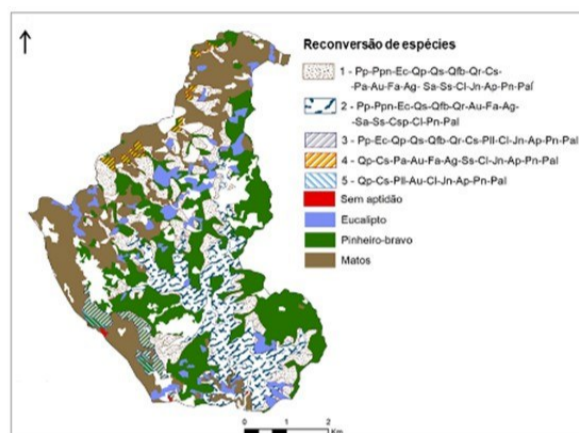 Reconversão de espécies
1 - Pp-Ppn-Ec-Qp-Qs-Qfb-Qr-Cs-
-Pa-Au-Fa-Ag- Sa-Ss-Cl-Jn-Ap-Pn-Pal
2 - Pp-Ppn-Ec-Qs-Qfb-Qr-Au-Fa-Ag-
-Sa-Ss-Csp-Cl-Pn-Pal
3 - Pp-Ec-Qp-Qs-Qfb-Qr-Cs-Pll-Cl-Jn-Ap-Pn-Pal
4 - Qp-Cs-Pa-Au-Fa-Ag-Ss-Cl-Jn-Ap-Pn-Pal
5 - Qp-Cs-Pll-Au-Cl-Jn-Ap-Pn-Pal
Sem aptidão
Eucalipto
Pinheiro-bravo
Matos
0 1 2
Km